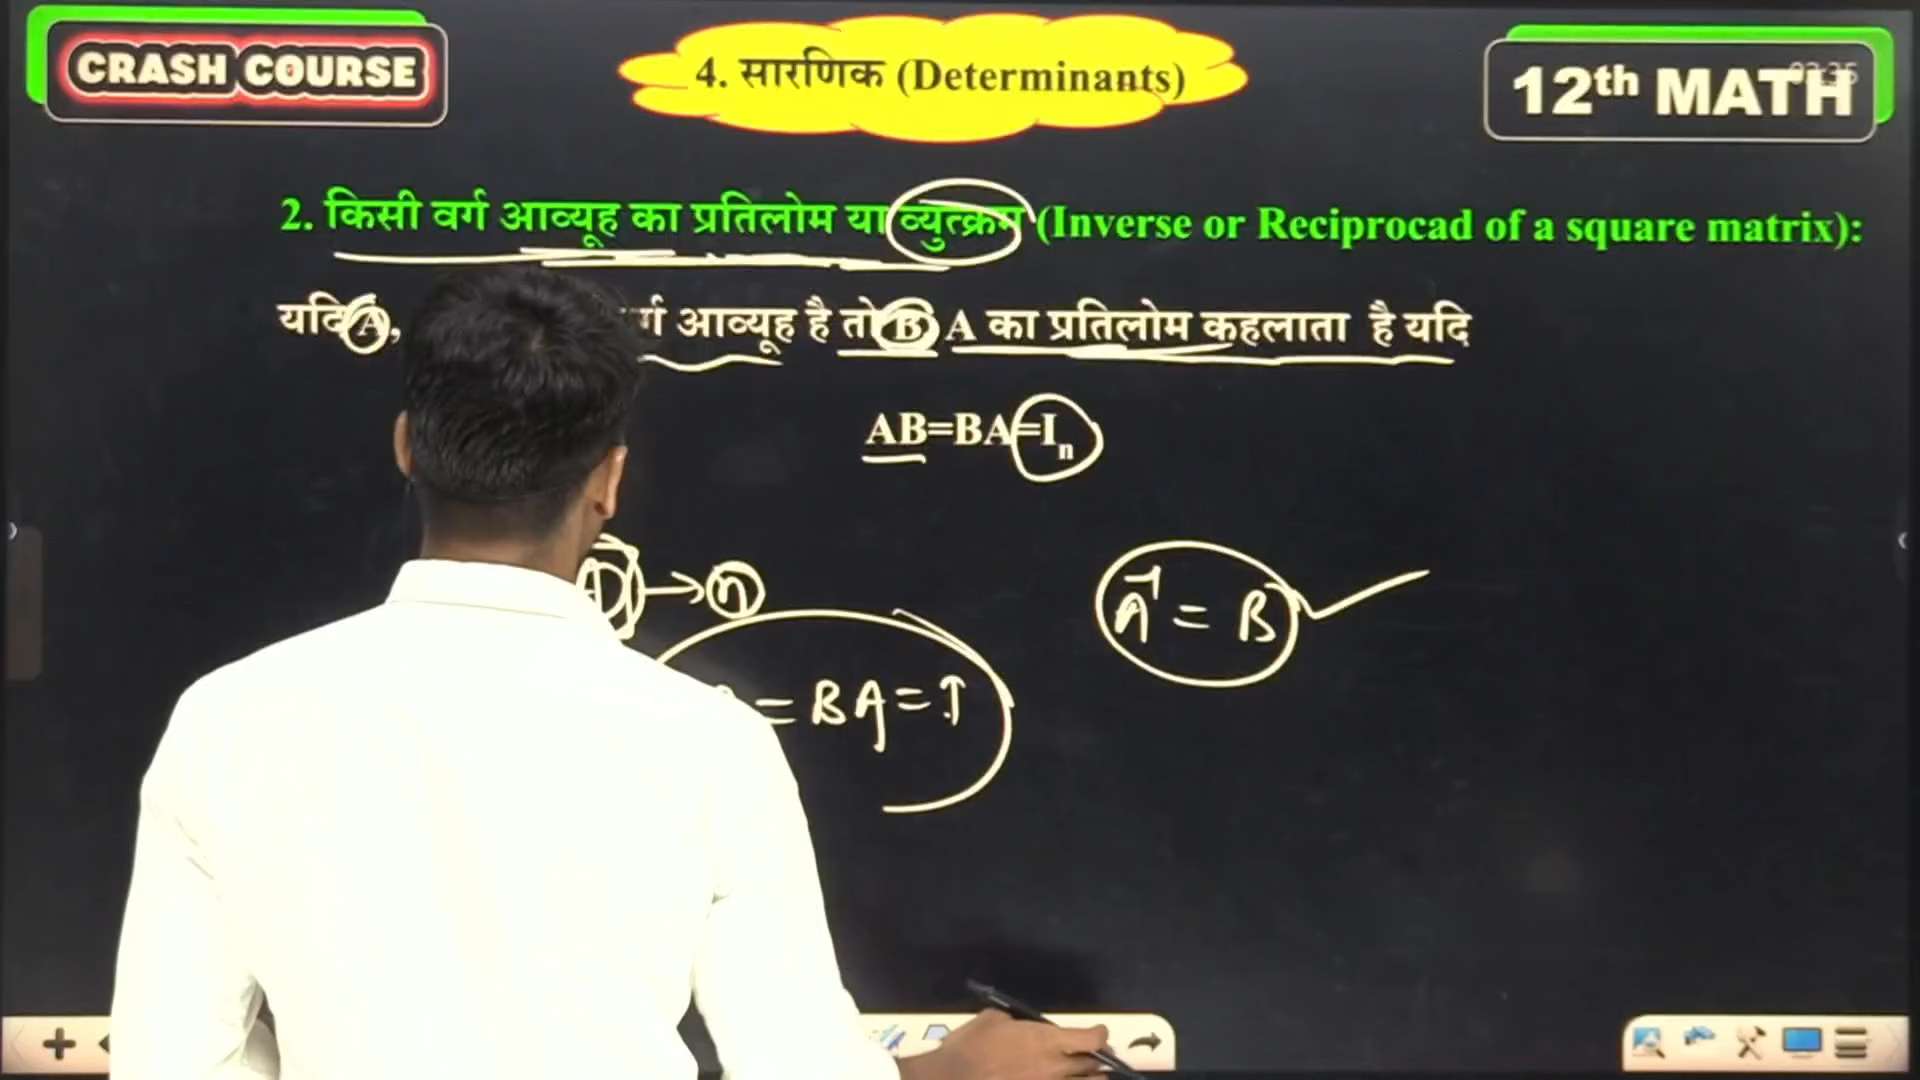 CRASH COURSE
4. सारणिक (Determinants)
12th MATH
2. किसी वर्ग आव्यूह का प्रतिलोम या व्युत्क्रम (Inverse or Reciprocad of a square matrix):
यदि A, र्ग आव्यूह है तो B, A का प्रतिलोम कहलाता है यदि
AB=BA=In
→ n
A⁻¹ = B
= BA = I